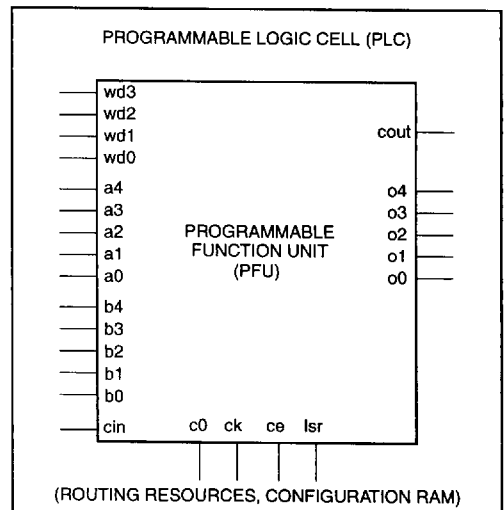 PROGRAMMABLE LOGIC CELL (PLC)
wd3
wd2
wd1
wd0
a4
a3
a2
a1
a0
b4
b3
b2
b1
b0
cin
PROGRAMMABLE
FUNCTION UNIT
(PFU)
cout
o4
o3
o2
o1
o0
c0 ck ce lsr
(ROUTING RESOURCES, CONFIGURATION RAM)